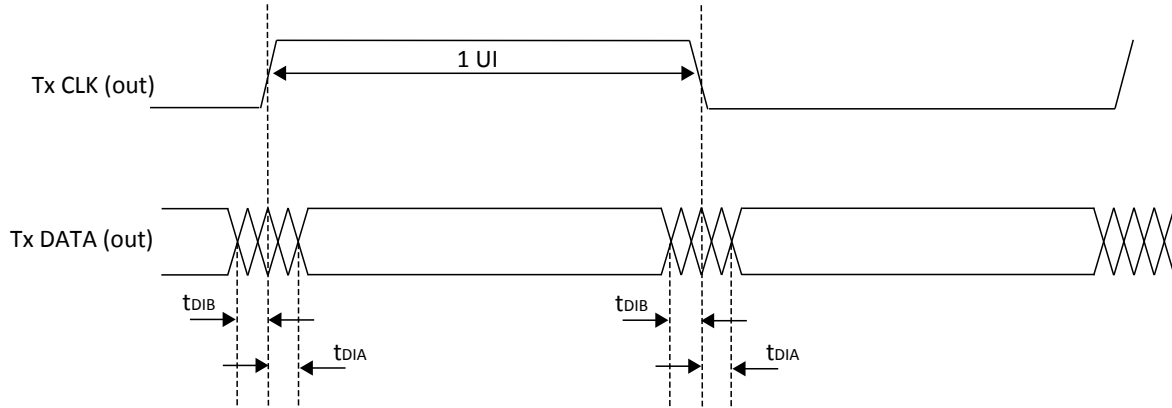 1 UI
Tx CLK (out)
Tx DATA (out)
tDIB
tDIB
tDIA
tDIA